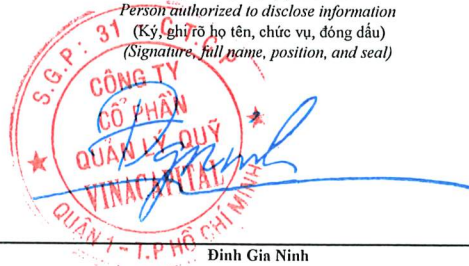 Person authorized to disclose information
(Ký, ghi rõ họ tên, chức vụ, đóng dấu)
(Signature, full name, position, and seal)
S.G.P: 31 C.T.C.P
CÔNG TY
CỔ PHẦN
QUẢN LÝ QUỸ
VINACAPITAL
QUẬN 1 - T.P HỒ CHÍ MINH
Đinh Gia Ninh